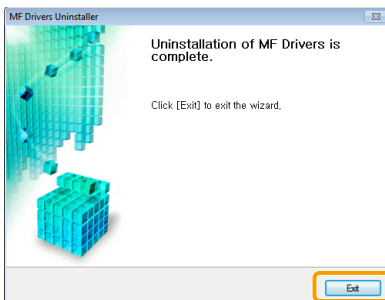 MF Drivers Uninstaller
Uninstallation of MF Drivers is
complete.
Click [Exit] to exit the wizard.
Exit